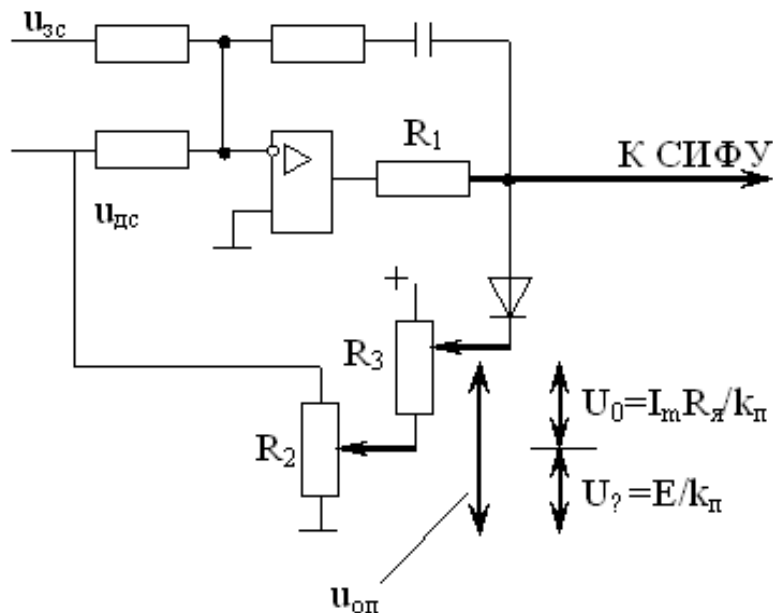 uзс
R1
К СИФУ
uдс
+
R3
U0=ImRя/kп
R2
U?=E/kп
uоп